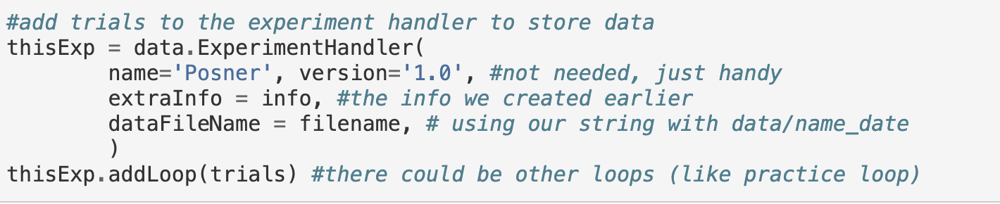 #add trials to the experiment handler to store data
thisExp = data.ExperimentHandler(
        name='Posner', version='1.0', #not needed, just handy
        extraInfo = info, #the info we created earlier
        dataFileName = filename, # using our string with data/name_date
        )
thisExp.addLoop(trials) #there could be other loops (like practice loop)